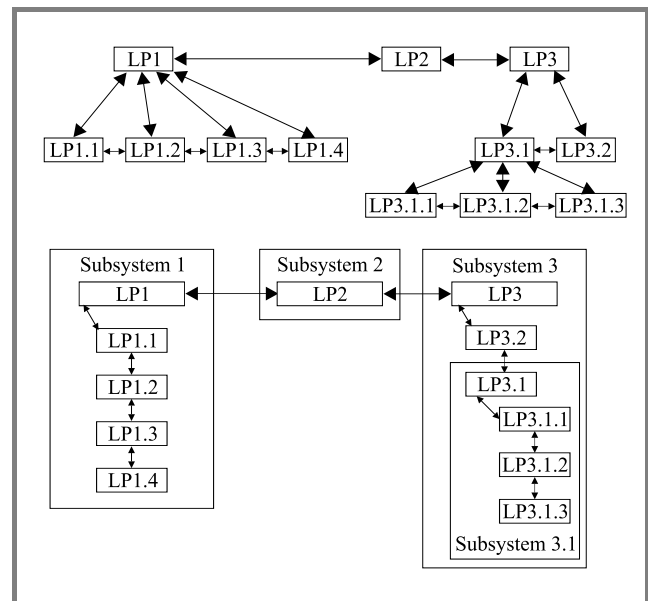 LP1 LP2 LP3
LP1.1 LP1.2 LP1.3 LP1.4 LP3.1 LP3.2
LP3.1.1 LP3.1.2 LP3.1.3
Subsystem 1 Subsystem 2 Subsystem 3
LP1 LP2 LP3
LP1.1 LP3.2
LP1.2 LP3.1
LP1.3 LP3.1.1
LP1.4 LP3.1.2
LP3.1.3
Subsystem 3.1